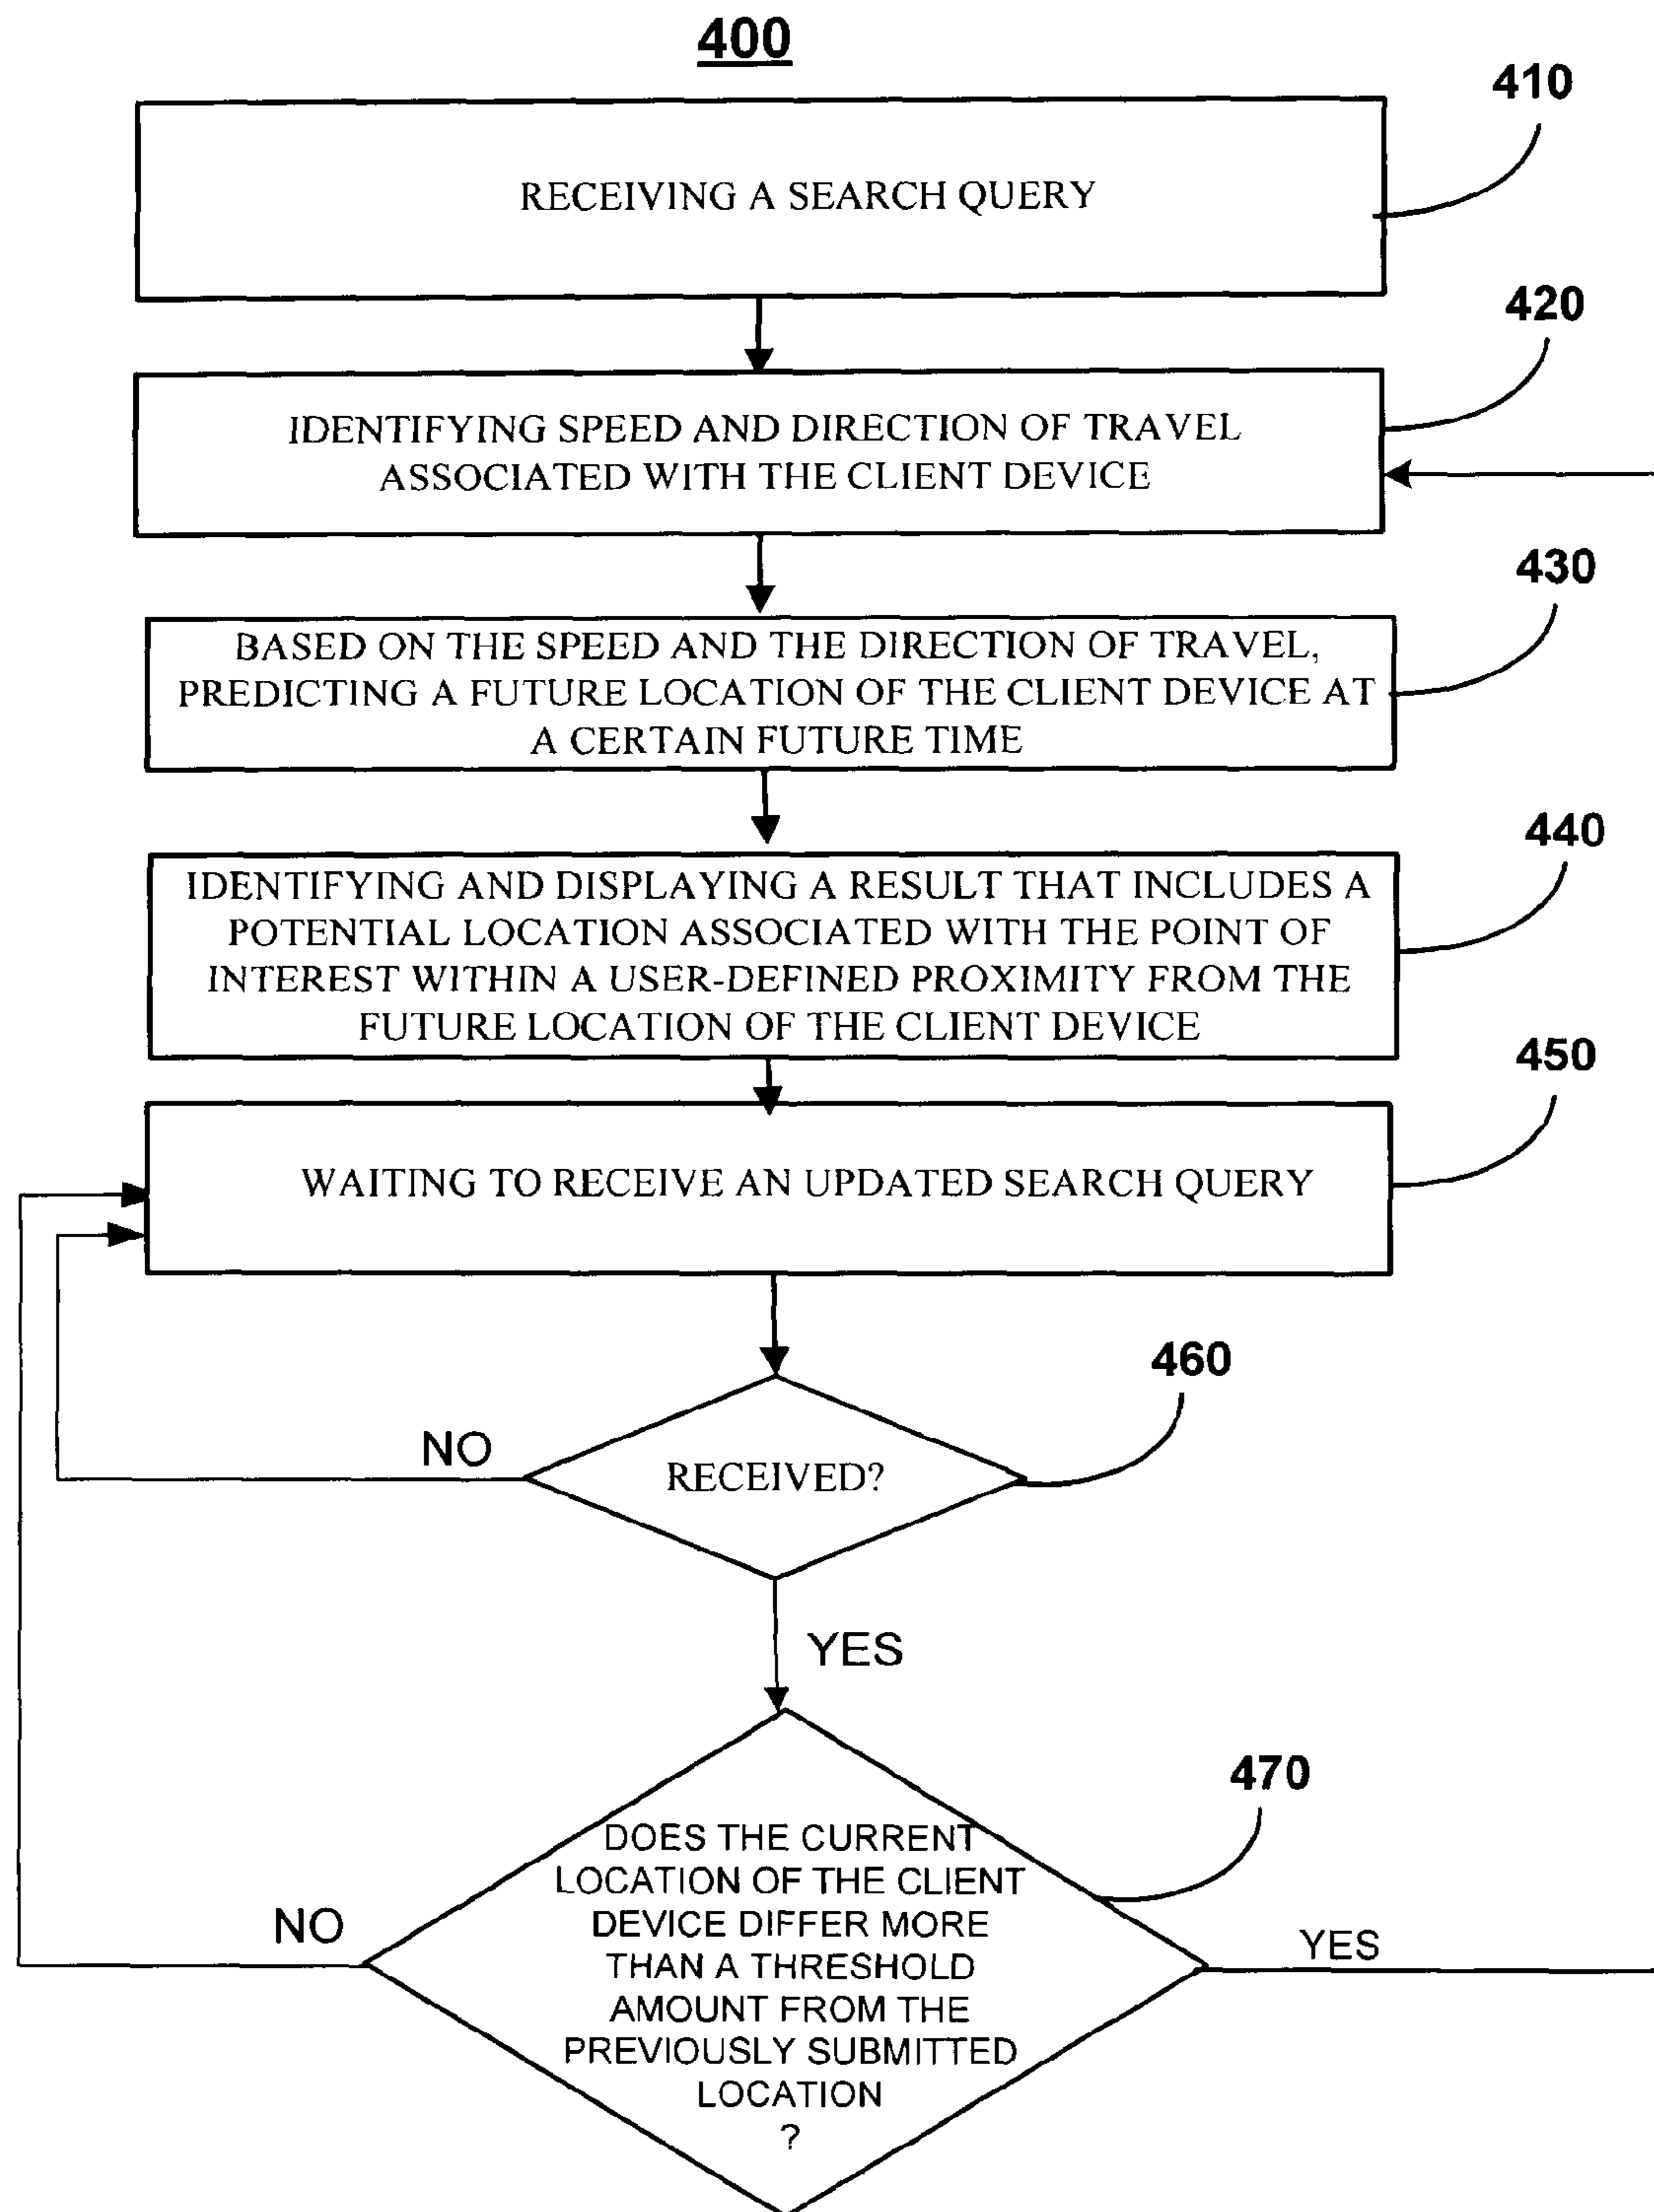 400
410
RECEIVING A SEARCH QUERY
420
IDENTIFYING SPEED AND DIRECTION OF TRAVEL
ASSOCIATED WITH THE CLIENT DEVICE
430
BASED ON THE SPEED AND THE DIRECTION OF TRAVEL,
PREDICTING A FUTURE LOCATION OF THE CLIENT DEVICE AT
A CERTAIN FUTURE TIME
440
IDENTIFYING AND DISPLAYING A RESULT THAT INCLUDES A
POTENTIAL LOCATION ASSOCIATED WITH THE POINT OF
INTEREST WITHIN A USER-DEFINED PROXIMITY FROM THE
FUTURE LOCATION OF THE CLIENT DEVICE
450
WAITING TO RECEIVE AN UPDATED SEARCH QUERY
460
NO
RECEIVED?
YES
470
DOES THE CURRENT
LOCATION OF THE CLIENT
DEVICE DIFFER MORE
THAN A THRESHOLD
AMOUNT FROM THE
PREVIOUSLY SUBMITTED
LOCATION
?
NO
YES